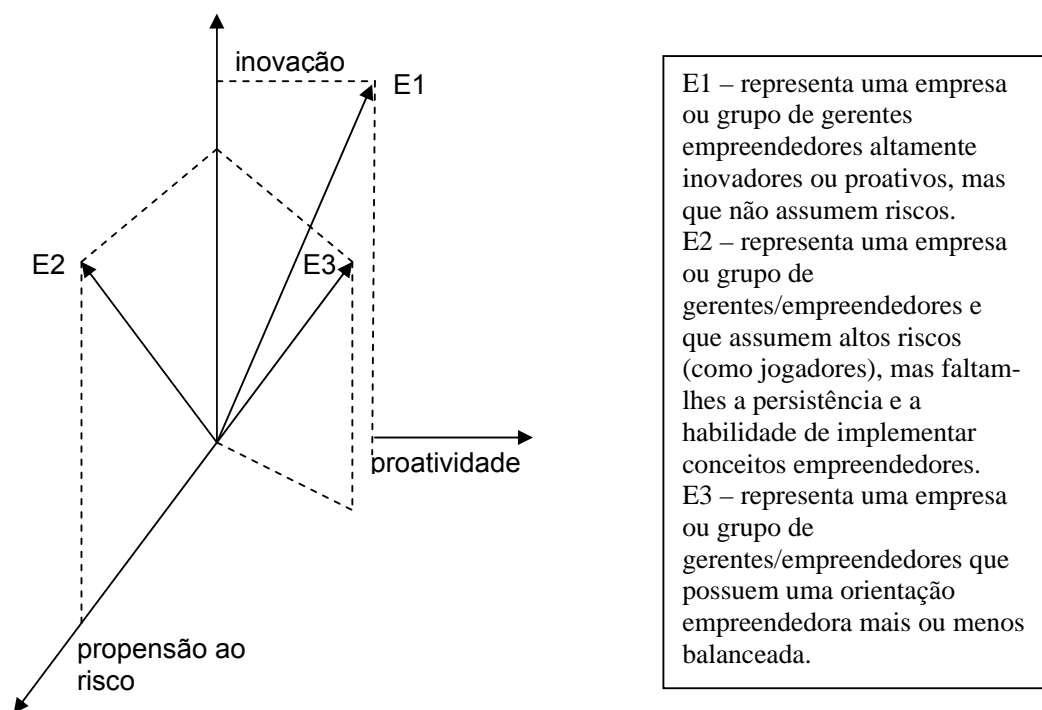 inovação
E1
E2
E3
proatividade
propensão ao
risco
E1 – representa uma empresa
ou grupo de gerentes
empreendedores altamente
inovadores ou proativos, mas
que não assumem riscos.
E2 – representa uma empresa
ou grupo de
gerentes/empreendedores e
que assumem altos riscos
(como jogadores), mas faltam-
lhes a persistência e a
habilidade de implementar
conceitos empreendedores.
E3 – representa uma empresa
ou grupo de
gerentes/empreendedores que
possuem uma orientação
empreendedora mais ou menos
balanceada.